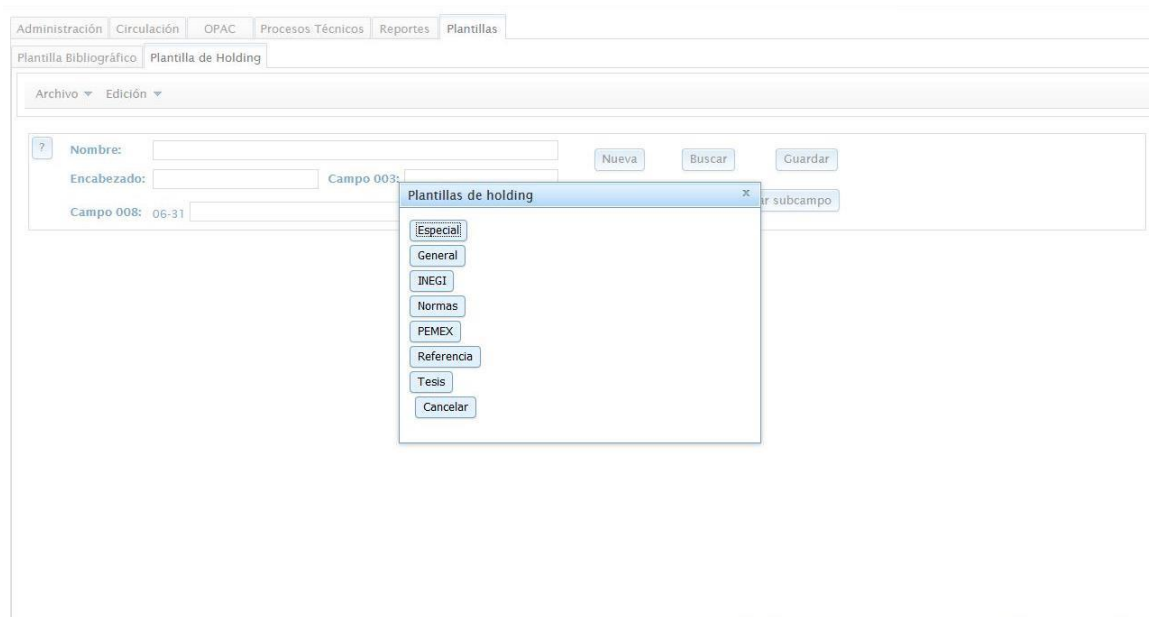 Administración Circulación OPAC Procesos Técnicos Reportes Plantillas
Plantilla Bibliográfico Plantilla de Holding
Archivo Edición
? Nombre: Nueva Buscar Guardar
Encabezado: Campo 003:
Campo 008: 06-31 subcampo
Plantillas de holding x
Especial
General
INEGI
Normas
PEMEX
Referencia
Tesis
Cancelar